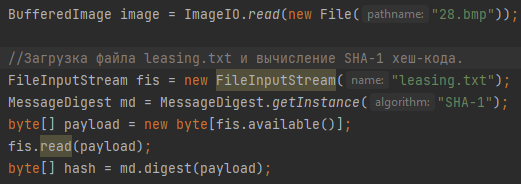 BufferedImage image = ImageIO.read(new File( pathname: "28.bmp"));
//Загрузка файла leasing.txt и вычисление SHA-1 хеш-кода.
FileInputStream fis = new FileInputStream( name: "leasing.txt");
MessageDigest md = MessageDigest.getInstance( algorithm: "SHA-1");
byte[] payload = new byte[fis.available()];
fis.read(payload);
byte[] hash = md.digest(payload);